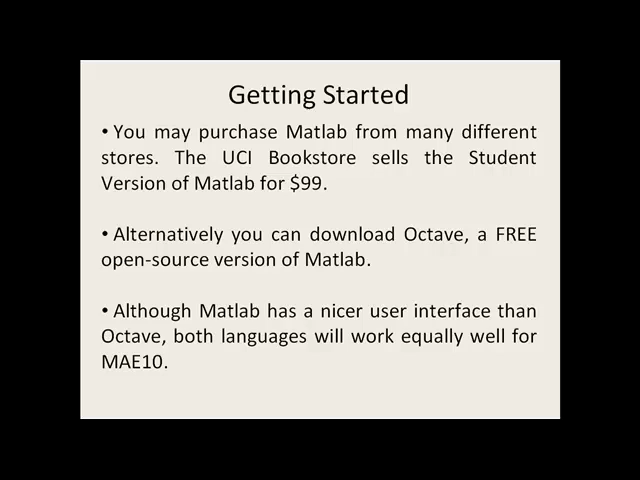 Getting Started
• You may purchase Matlab from many different
stores. The UCI Bookstore sells the Student
Version of Matlab for $99.
• Alternatively you can download Octave, a FREE
open-source version of Matlab.
• Although Matlab has a nicer user interface than
Octave, both languages will work equally well for
MAE10.